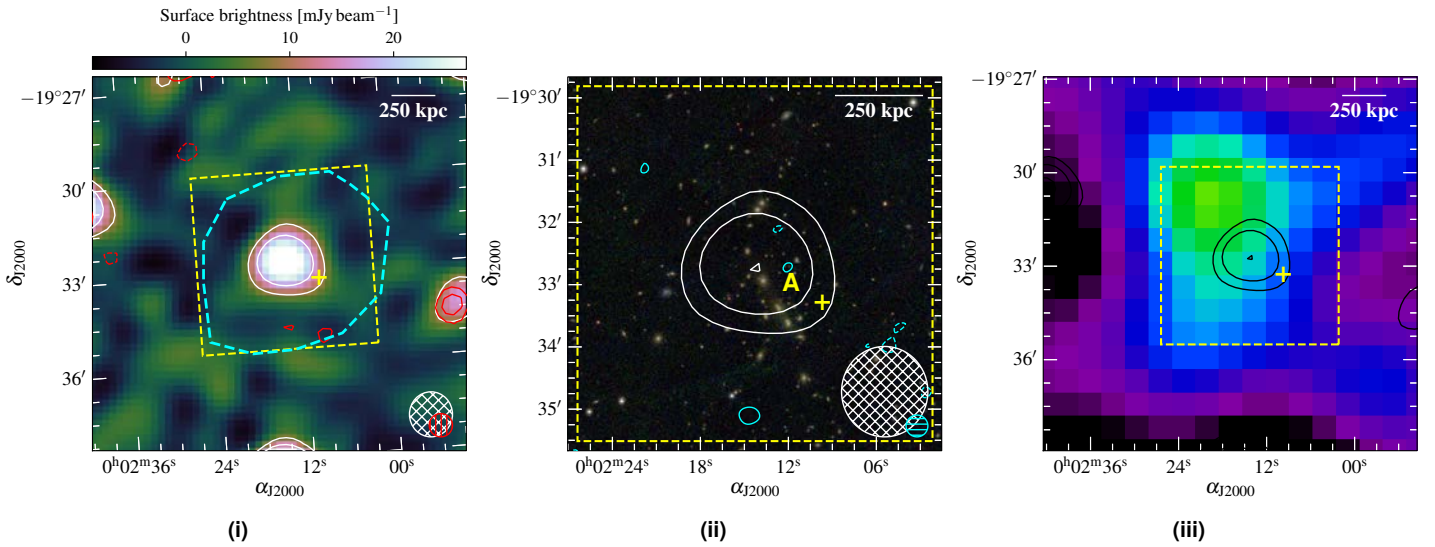 Surface brightness [mJy beam⁻¹]
0 10 20
250 kpc
−19°27′
30′
33′
36′
δJ2000
0ʰ02ᵐ36ˢ 24ˢ 12ˢ 00ˢ
αJ2000
(i)
250 kpc
−19°30′
31′
32′
33′
34′
35′
δJ2000
A
0ʰ02ᵐ24ˢ 18ˢ 12ˢ 06ˢ
αJ2000
(ii)
250 kpc
−19°27′
30′
33′
36′
δJ2000
0ʰ02ᵐ36ˢ 24ˢ 12ˢ 00ˢ
αJ2000
(iii)